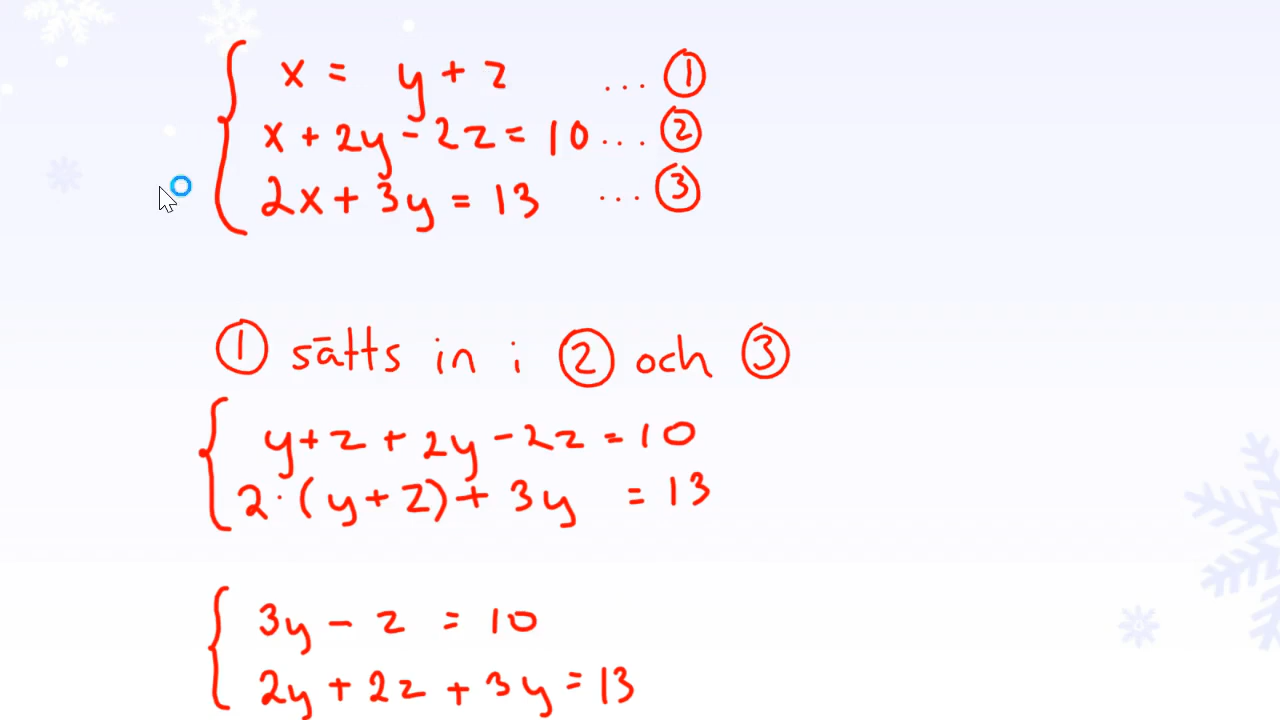 x = y + z ... ①
x + 2y - 2z = 10 ... ②
2x + 3y = 13 ... ③
① sätts in i ② och ③
y + z + 2y - 2z = 10
2·(y + z) + 3y = 13
3y - z = 10
2y + 2z + 3y = 13